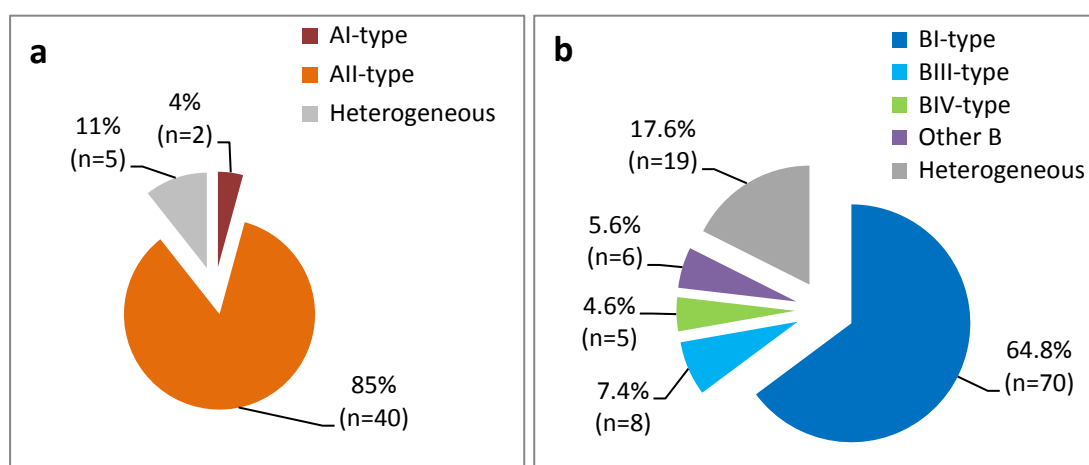 a
AI-type
AII-type
Heterogeneous
4%
(n=2)
11%
(n=5)
85%
(n=40)
b
BI-type
BIII-type
BIV-type
Other B
Heterogeneous
17.6%
(n=19)
5.6%
(n=6)
4.6%
(n=5)
7.4%
(n=8)
64.8%
(n=70)